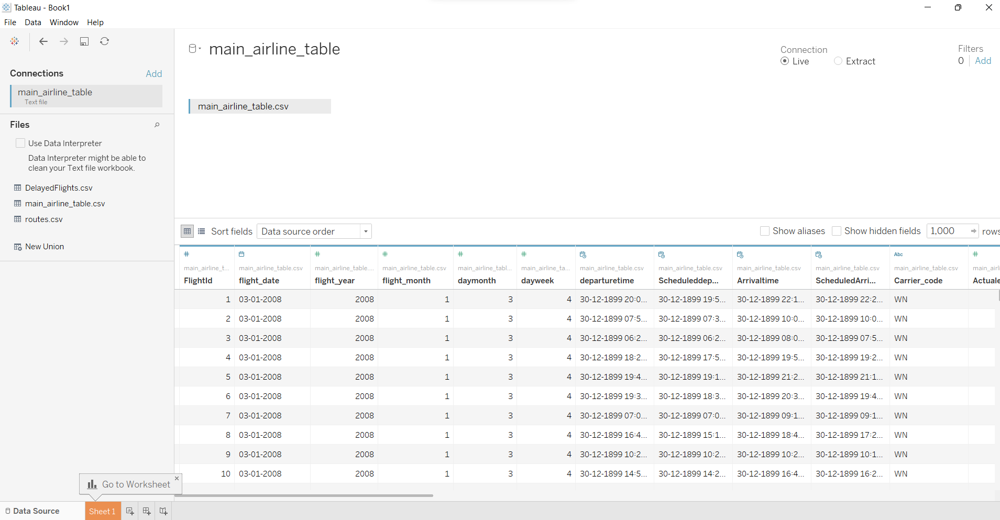 Tableau - Book1
File Data Window Help
Connections Add
main_airline_table
Text file
Files
Use Data Interpreter
Data Interpreter might be able to
clean your Text file workbook.
DelayedFlights.csv
main_airline_table.csv
routes.csv
New Union
main_airline_table
Connection
Live Extract
Filters
0 Add
main_airline_table.csv
Sort fields Data source order Show aliases Show hidden fields 1,000 rows
# # # # # Abc #
main_airline_t... main_airline_table.csv main_airline_table.... main_airline_table.csv main_airline_tabl... main_airline_ta... main_airline_table.csv main_airline_table.csv main_airline_table.csv main_airline_table.csv main_airline_table.csv main_airli
FlightId flight_date flight_year flight_month daymonth dayweek departuretime Scheduleddep... Arrivaltime ScheduledArri... Carrier_code Actuale
1 03-01-2008 2008 1 3 4 30-12-1899 20:0... 30-12-1899 19:5... 30-12-1899 22:1... 30-12-1899 22:2... WN
2 03-01-2008 2008 1 3 4 30-12-1899 07:5... 30-12-1899 07:3... 30-12-1899 10:0... 30-12-1899 10:0... WN
3 03-01-2008 2008 1 3 4 30-12-1899 06:2... 30-12-1899 06:2... 30-12-1899 08:0... 30-12-1899 07:5... WN
4 03-01-2008 2008 1 3 4 30-12-1899 18:2... 30-12-1899 17:5... 30-12-1899 19:5... 30-12-1899 19:2... WN
5 03-01-2008 2008 1 3 4 30-12-1899 19:4... 30-12-1899 19:1... 30-12-1899 21:2... 30-12-1899 21:1... WN
6 03-01-2008 2008 1 3 4 30-12-1899 19:3... 30-12-1899 18:3... 30-12-1899 20:3... 30-12-1899 19:4... WN
7 03-01-2008 2008 1 3 4 30-12-1899 07:0... 30-12-1899 07:0... 30-12-1899 09:1... 30-12-1899 09:1... WN
8 03-01-2008 2008 1 3 4 30-12-1899 16:4... 30-12-1899 15:1... 30-12-1899 18:4... 30-12-1899 17:2... WN
9 03-01-2008 2008 1 3 4 30-12-1899 10:2... 30-12-1899 10:2... 30-12-1899 10:2... 30-12-1899 10:1... WN
10 03-01-2008 2008 1 3 4 30-12-1899 14:5... 30-12-1899 14:2... 30-12-1899 16:4... 30-12-1899 16:2... WN
Go to Worksheet
Data Source Sheet 1